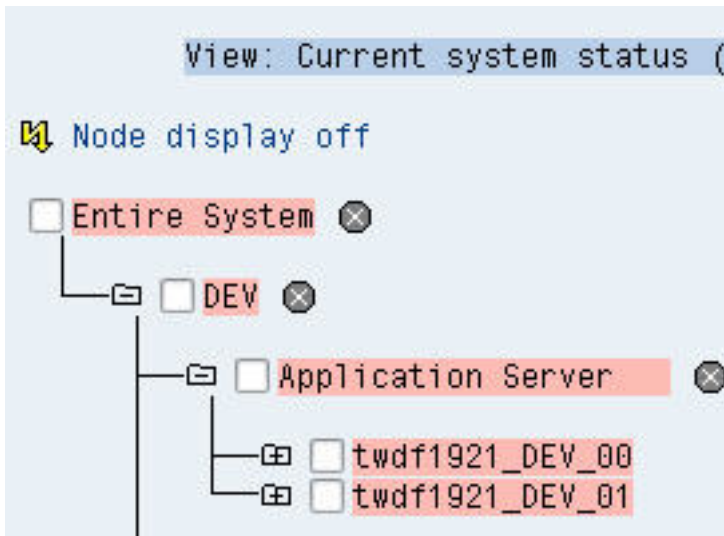 View: Current system status (
Node display off
Entire System
DEV
Application Server
twdf1921_DEV_00
twdf1921_DEV_01